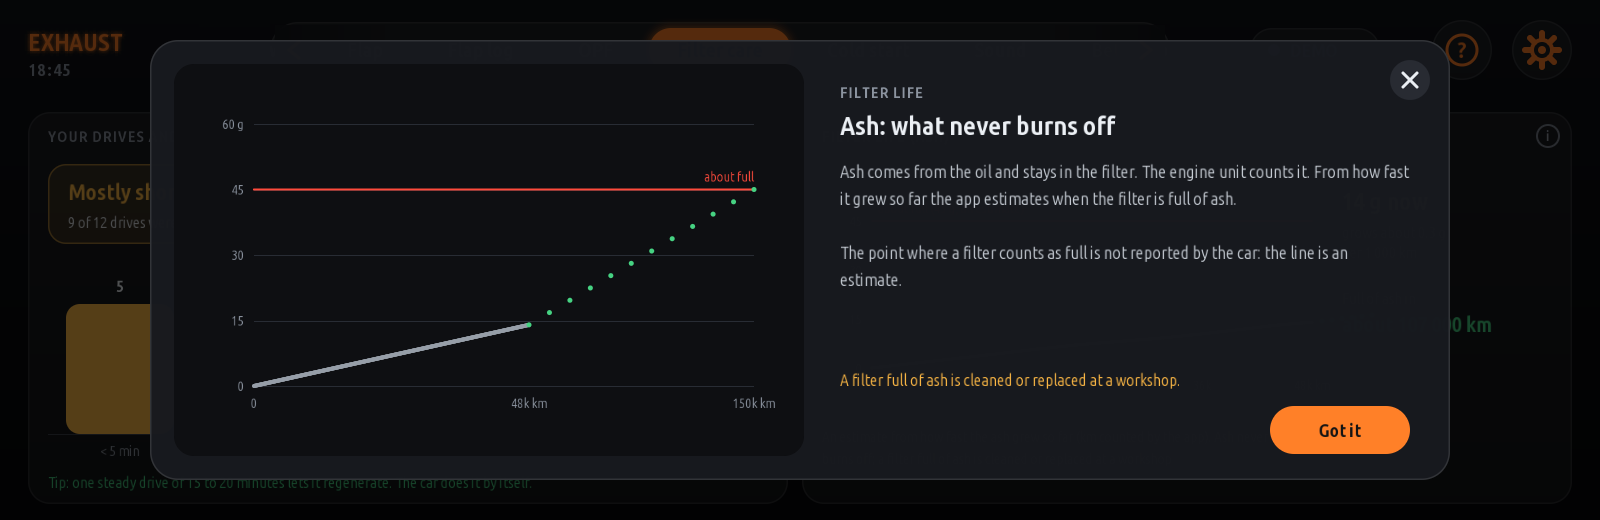 EXHAUST
18:45
?
YOUR DRIVES
Mostly
9 of 12 drives
5
< 5 min
Tip: one steady drive of 15 to 20 minutes lets it regenerate. The car does it by itself.
60 g
45
30
15
0
about full
0
48k km
150k km
FILTER LIFE
Ash: what never burns off
Ash comes from the oil and stays in the filter. The engine unit counts it. From how fast
it grew so far the app estimates when the filter is full of ash.
The point where a filter counts as full is not reported by the car: the line is an
estimate.
A filter full of ash is cleaned or replaced at a workshop.
Got it
i
km